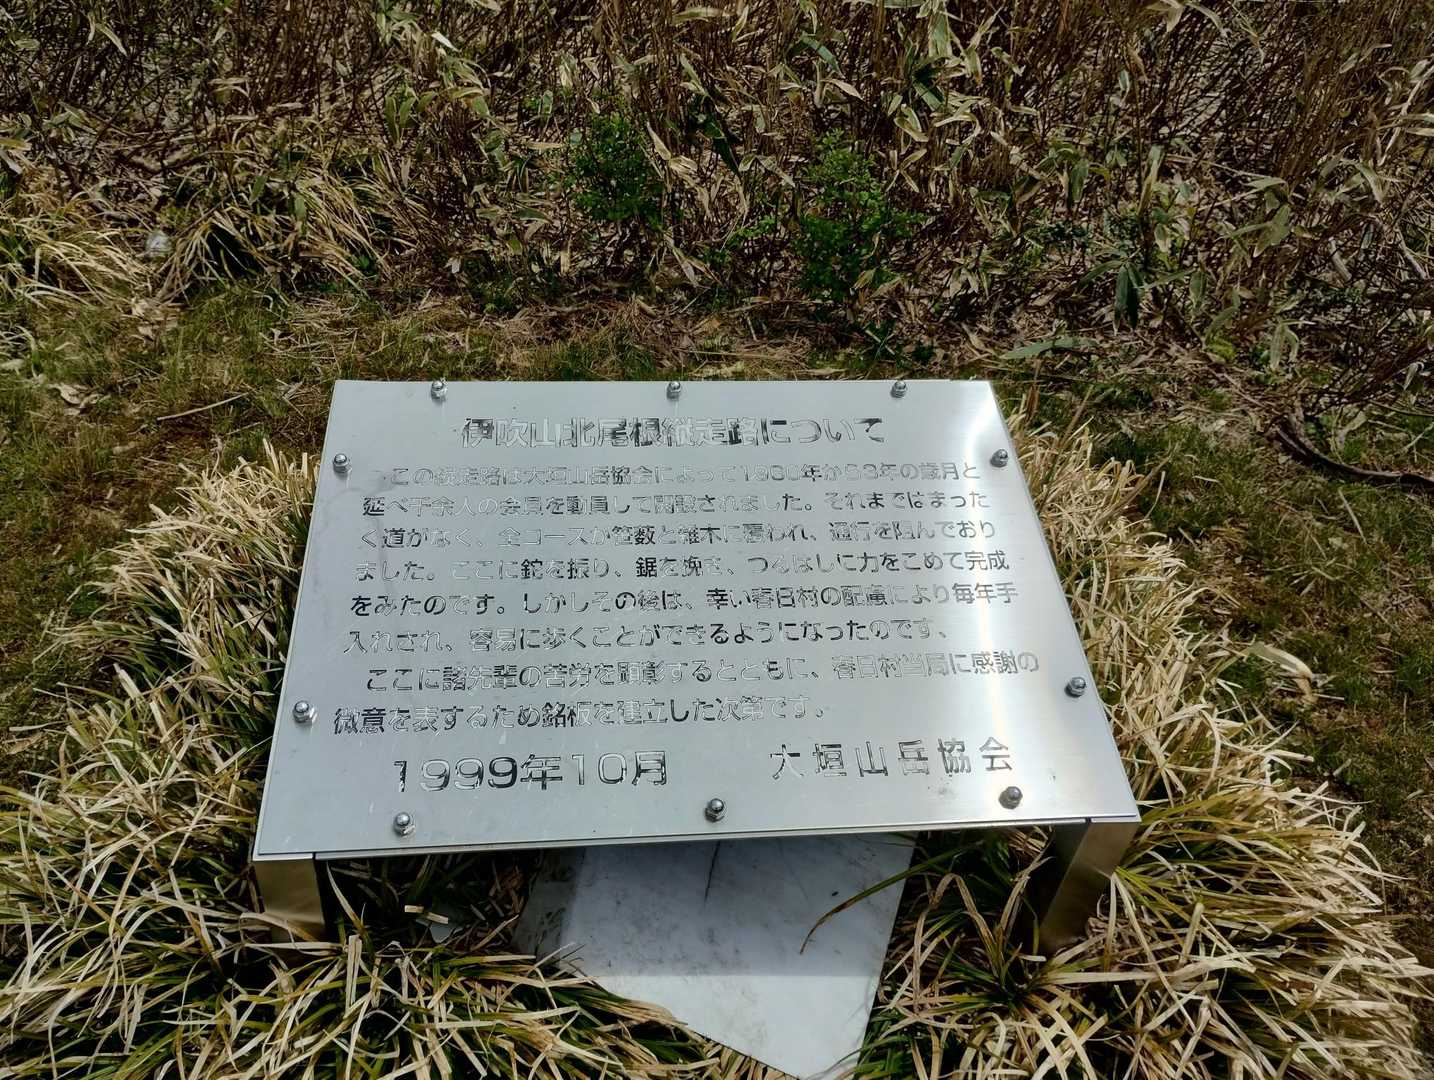 伊吹山北尾根縦走路について
この縦走路は大垣山岳協会によって1960年から3年の歳月と
延べ千余人の会員を動員して開設されました。それまではまった
く道がなく、全コースが笹藪と雑木に覆われ、通行を阻んでおり
ました。ここに鉈を振り、鋸を挽き、つるはしに力をこめて完成
をみたのです。しかしその後は、幸い春日村の配慮により毎年手
入れされ、容易に歩くことができるようになったのです、
ここに諸先輩の苦労を顕彰するとともに、春日村当局に感謝の
微意を表するため銘板を建立した次第です。
1999年10月 大垣山岳協会